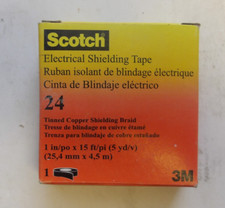 Scotch
Electrical Shielding Tape
Ruban isolant de blindage électrique
Cinta de Blindaje eléctrico
24
Tinned Copper Shielding Braid
Tresse de blindage en cuivre étamé
Trenza para blindaje de cobre estañado
1 in/po x 15 ft/pi (5 yd/v)
(25,4 mm x 4,5 m)
1
3M